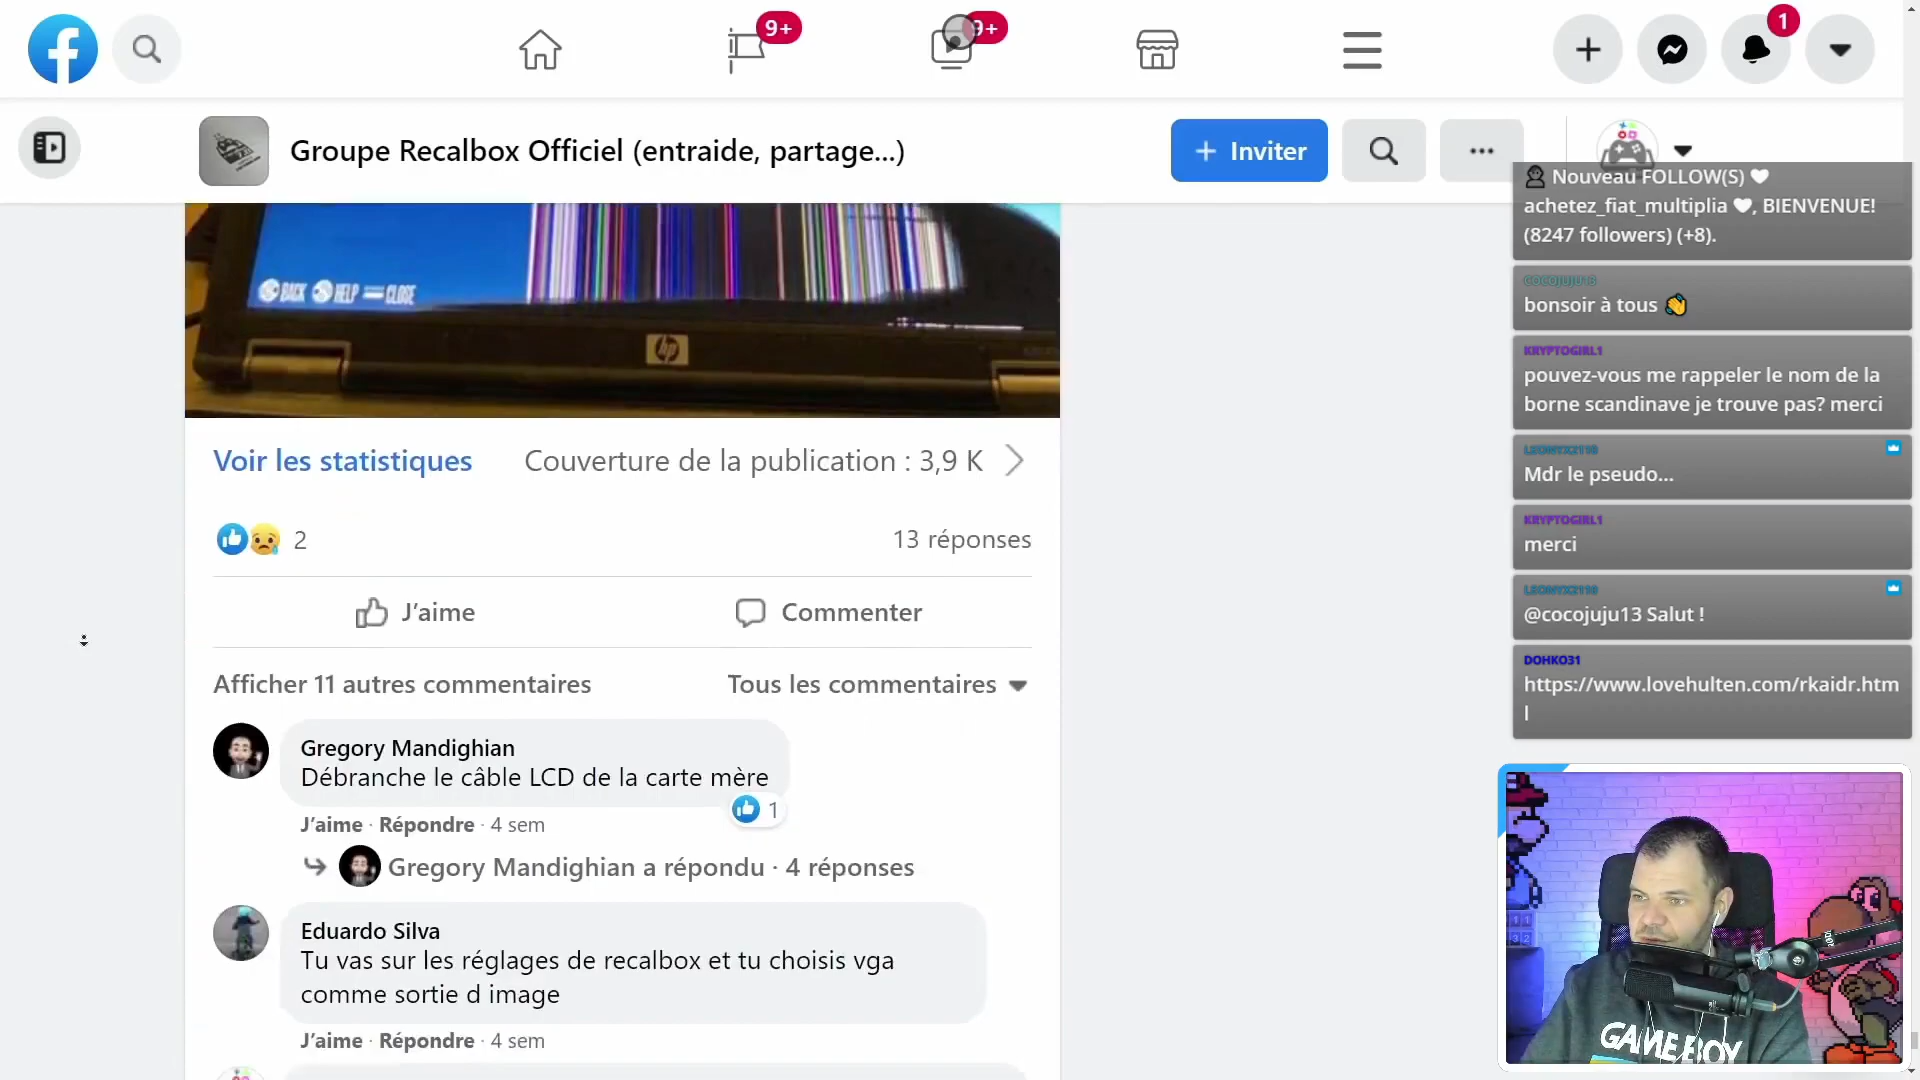 9+
9+
1
Groupe Recalbox Officiel (entraide, partage...)
+ Inviter
Nouveau FOLLOW(S)
achetez_fiat_multiplia , BIENVENUE!
(8247 followers) (+8).
COCOJUJU13
bonsoir à tous
KRYPTOGIRL1
pouvez-vous me rappeler le nom de la
borne scandinave je trouve pas? merci
Mdr le pseudo...
KRYPTOGIRL1
merci
@cocojuju13 Salut !
DOHKO31
https://www.lovehulten.com/rkaidr.htm
l
BACK HELP CLOSE
hp
Voir les statistiques
Couverture de la publication : 3,9 K
2
13 réponses
J’aime
Commenter
Afficher 11 autres commentaires
Tous les commentaires
Gregory Mandighian
Débranche le câble LCD de la carte mère
1
J’aime · Répondre · 4 sem
Gregory Mandighian a répondu · 4 réponses
Eduardo Silva
Tu vas sur les réglages de recalbox et tu choisis vga
comme sortie d image
J’aime · Répondre · 4 sem
GAME BOY